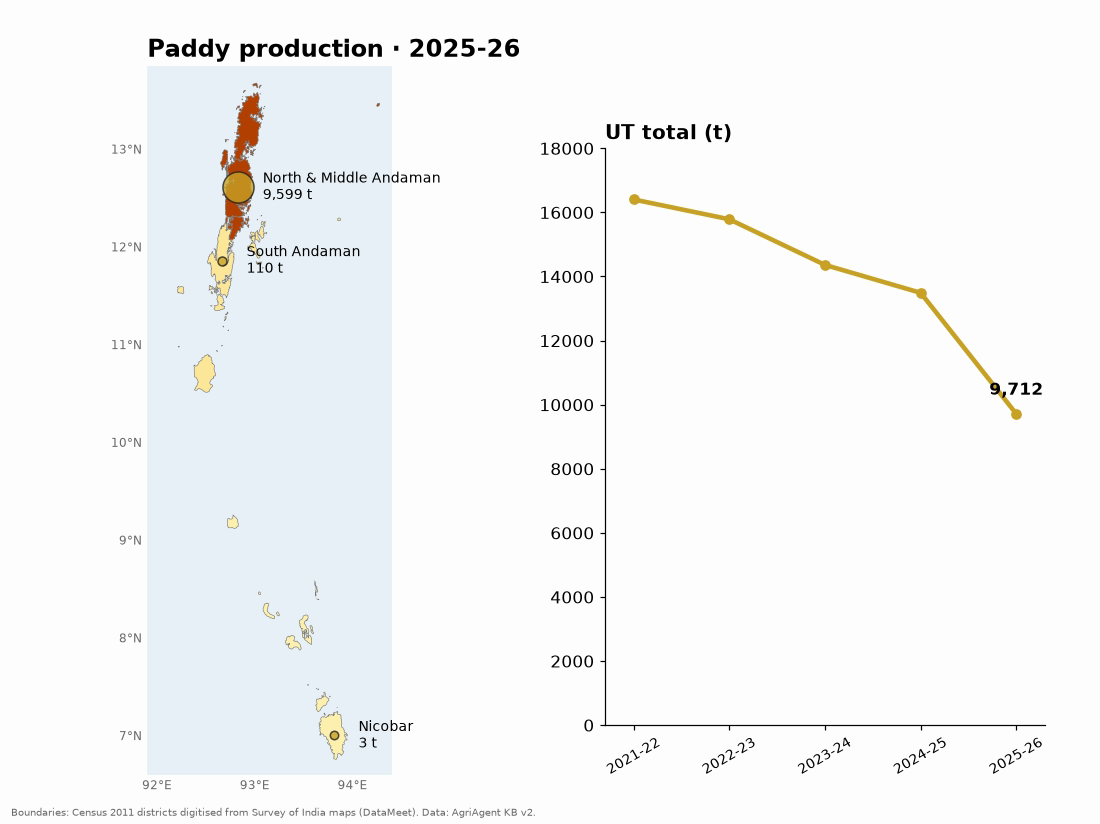 Paddy production · 2025-26
13°N
12°N
11°N
10°N
9°N
8°N
7°N
92°E
93°E
94°E
North & Middle Andaman
9,599 t
South Andaman
110 t
Nicobar
3 t
UT total (t)
18000
16000
14000
12000
10000
8000
6000
4000
2000
0
9,712
2021-22
2022-23
2023-24
2024-25
2025-26
Boundaries: Census 2011 districts digitised from Survey of India maps (DataMeet). Data: AgriAgent KB v2.